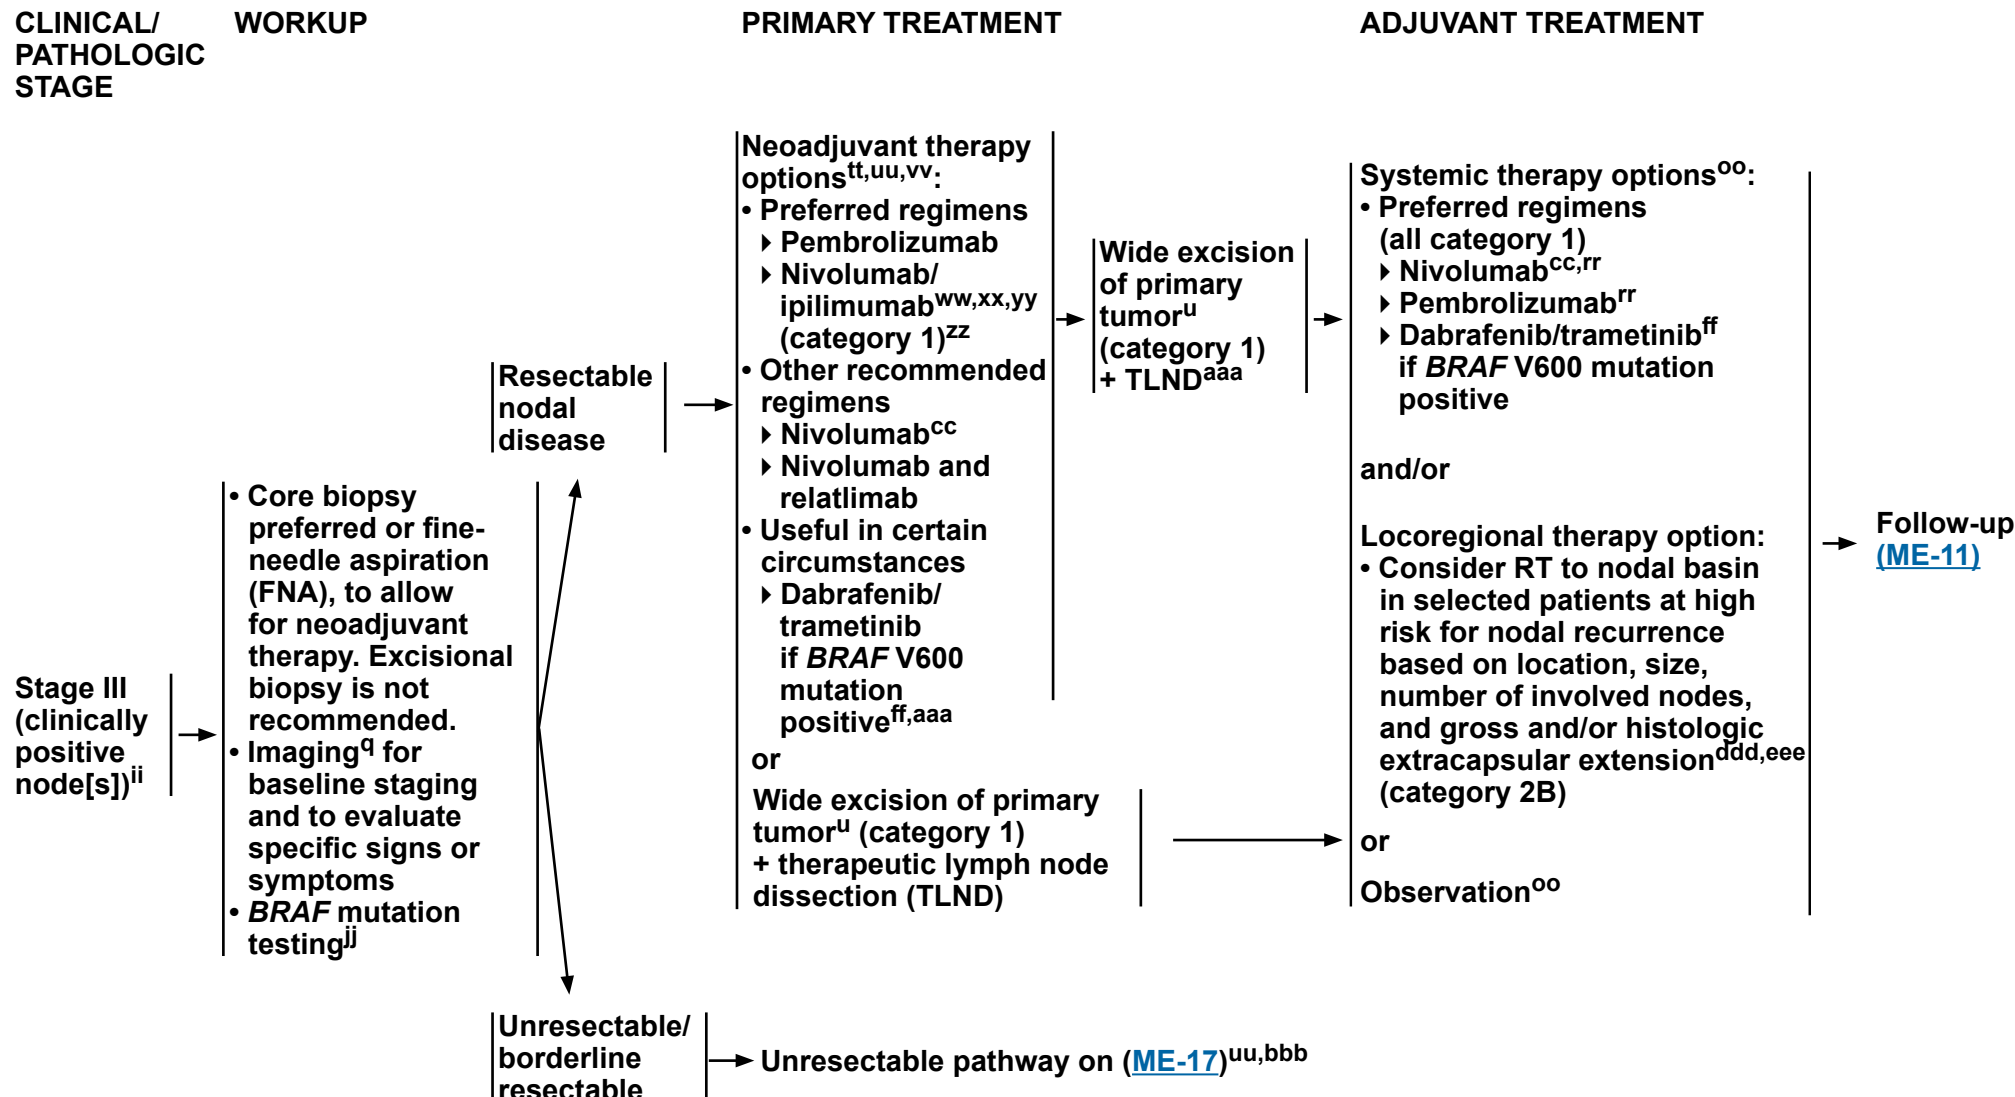 CLINICAL/
PATHOLOGIC
STAGE
WORKUP
PRIMARY TREATMENT
ADJUVANT TREATMENT
Stage III
(clinically
positive
node[s])ii
• Core biopsy
preferred or fine-
needle aspiration
(FNA), to allow
for neoadjuvant
therapy. Excisional
biopsy is not
recommended.
• Imagingq for
baseline staging
and to evaluate
specific signs or
symptoms
• BRAF mutation
testingjj
Resectable
nodal
disease
Neoadjuvant therapy
optionstt,uu,vv:
• Preferred regimens
Pembrolizumab
Nivolumab/
ipilimumabww,xx,yy
(category 1)zz
• Other recommended
regimens
Nivolumabcc
Nivolumab and
relatlimab
• Useful in certain
circumstances
Dabrafenib/
trametinib
if BRAF V600
mutation
positiveff,aaa
or
Wide excision of primary
tumoru (category 1)
+ therapeutic lymph node
dissection (TLND)
Wide excision
of primary
tumoru
(category 1)
+ TLNDaaa
Systemic therapy optionsoo:
• Preferred regimens
(all category 1)
Nivolumabcc,rr
Pembrolizumabrr
Dabrafenib/trametinibff
if BRAF V600 mutation
positive
and/or
Locoregional therapy option:
• Consider RT to nodal basin
in selected patients at high
risk for nodal recurrence
based on location, size,
number of involved nodes,
and gross and/or histologic
extracapsular extensionddd,eee
(category 2B)
or
Observationoo
Follow-up
(ME-11)
Unresectable/
borderline
resectable
Unresectable pathway on (ME-17)uu,bbb